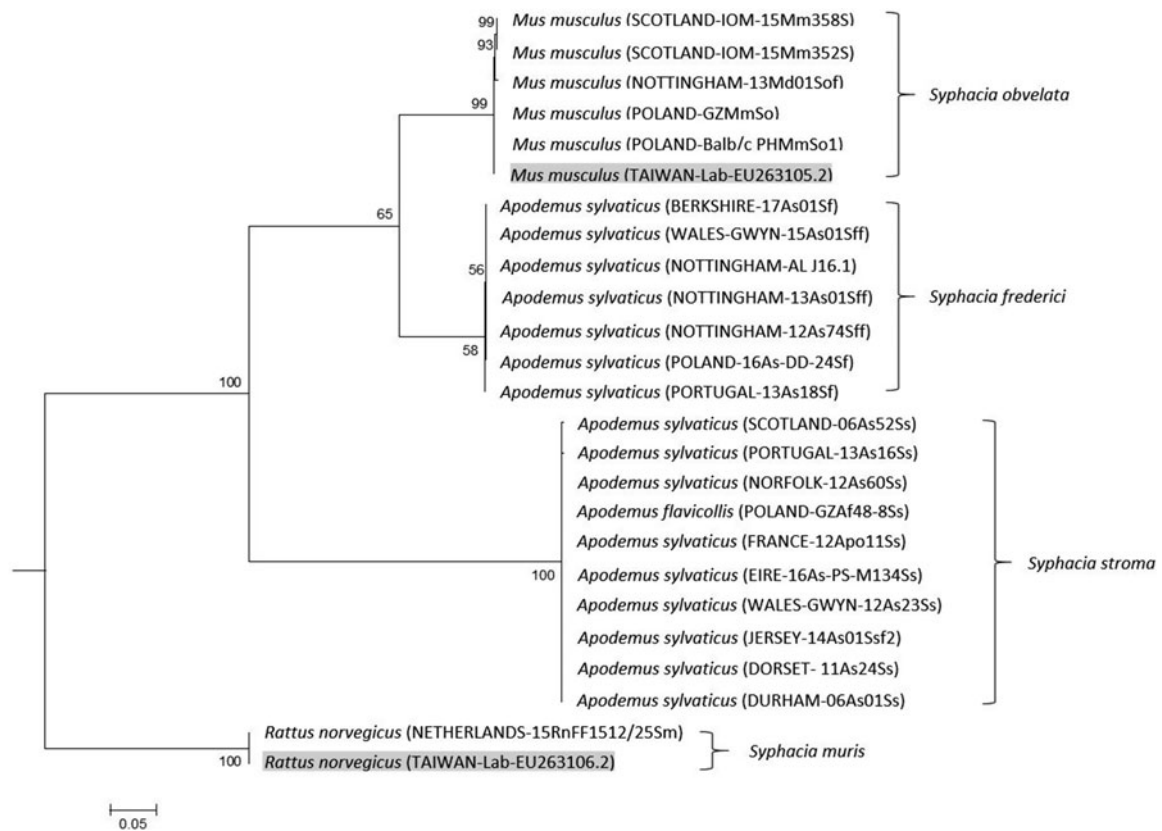 99
Mus musculus (SCOTLAND-IOM-15Mm358S)
93
Mus musculus (SCOTLAND-IOM-15Mm352S)
Mus musculus (NOTTINGHAM-13Md01Sof)
Syphacia obvelata
99
Mus musculus (POLAND-GZMmSo)
Mus musculus (POLAND-Balb/c PHMmSo1)
Mus musculus (TAIWAN-Lab-EU263105.2)
65
Apodemus sylvaticus (BERKSHIRE-17As01Sf)
Apodemus sylvaticus (WALES-GWYN-15As01Sff)
56
Apodemus sylvaticus (NOTTINGHAM-AL J16.1)
Apodemus sylvaticus (NOTTINGHAM-13As01Sff)
Syphacia frederici
Apodemus sylvaticus (NOTTINGHAM-12As74Sff)
58
Apodemus sylvaticus (POLAND-16As-DD-24Sf)
100
Apodemus sylvaticus (PORTUGAL-13As18Sf)
Apodemus sylvaticus (SCOTLAND-06As52Ss)
Apodemus sylvaticus (PORTUGAL-13As16Ss)
Apodemus sylvaticus (NORFOLK-12As60Ss)
Apodemus flavicollis (POLAND-GZAf48-8Ss)
Apodemus sylvaticus (FRANCE-12Apo11Ss)
Syphacia stroma
100
Apodemus sylvaticus (EIRE-16As-PS-M134Ss)
Apodemus sylvaticus (WALES-GWYN-12As23Ss)
Apodemus sylvaticus (JERSEY-14As01Ssf2)
Apodemus sylvaticus (DORSET- 11As24Ss)
Apodemus sylvaticus (DURHAM-06As01Ss)
Rattus norvegicus (NETHERLANDS-15RnFF1512/25Sm)
Syphacia muris
100
Rattus norvegicus (TAIWAN-Lab-EU263106.2)
0.05